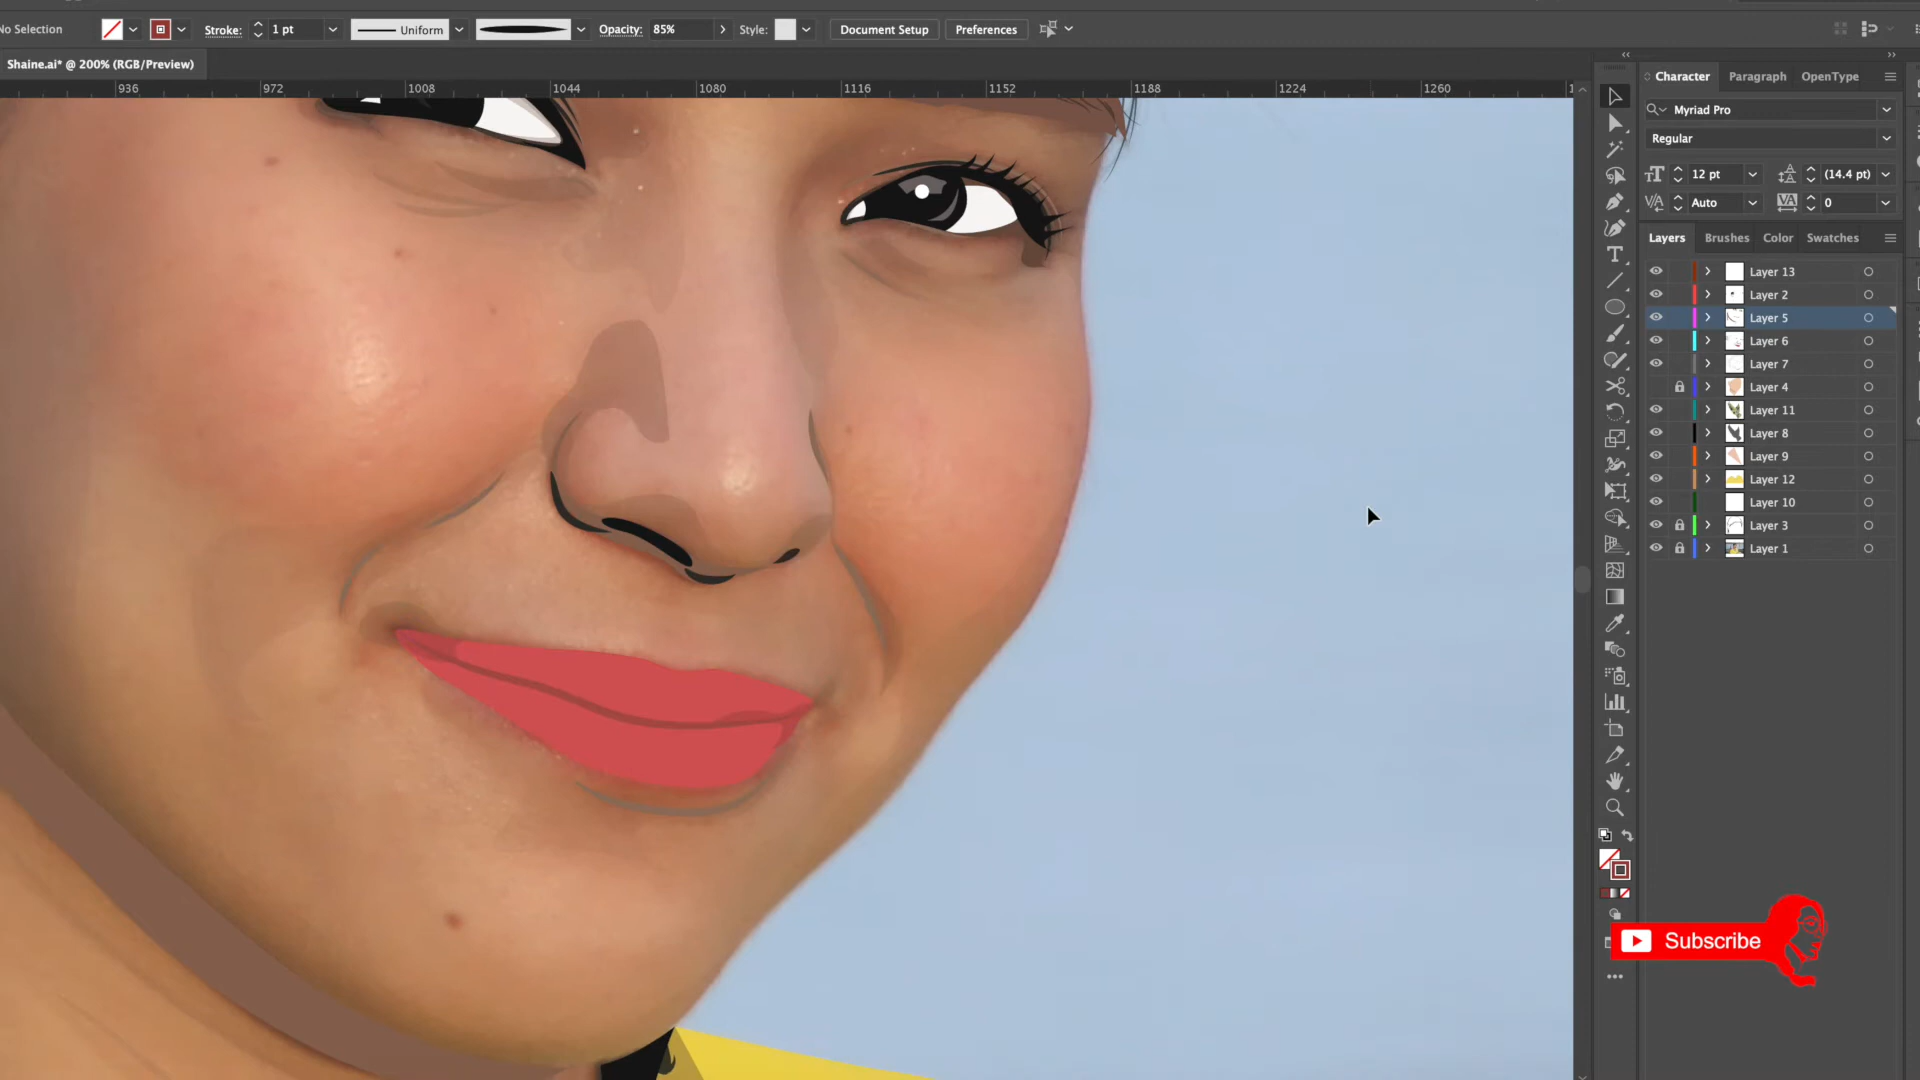 No Selection
Stroke:
1 pt
Uniform
Opacity:
85%
Style:
Document Setup
Preferences
Shaine.ai* @ 200% (RGB/Preview)
936
972
1008
1044
1080
1116
1152
1188
1224
1260
Character
Paragraph
OpenType
Myriad Pro
Regular
12 pt
(14.4 pt)
Auto
0
Layers
Brushes
Color
Swatches
Layer 13
Layer 2
Layer 5
Layer 6
Layer 7
Layer 4
Layer 11
Layer 8
Layer 9
Layer 12
Layer 10
Layer 3
Layer 1
Subscribe